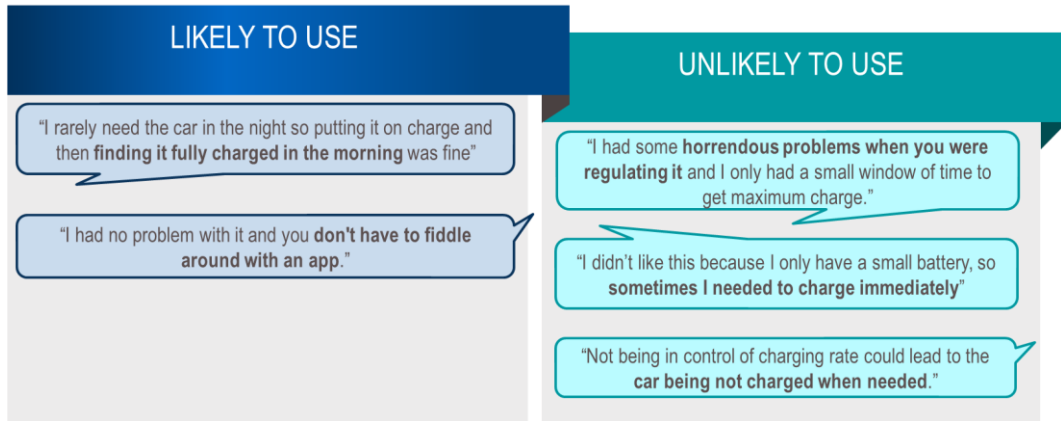 LIKELY TO USE
“I rarely need the car in the night so putting it on charge and
then finding it fully charged in the morning was fine”
“I had no problem with it and you don't have to fiddle
around with an app.”
UNLIKELY TO USE
“I had some horrendous problems when you were
regulating it and I only had a small window of time to
get maximum charge.”
“I didn’t like this because I only have a small battery, so
sometimes I needed to charge immediately”
“Not being in control of charging rate could lead to the
car being not charged when needed.”